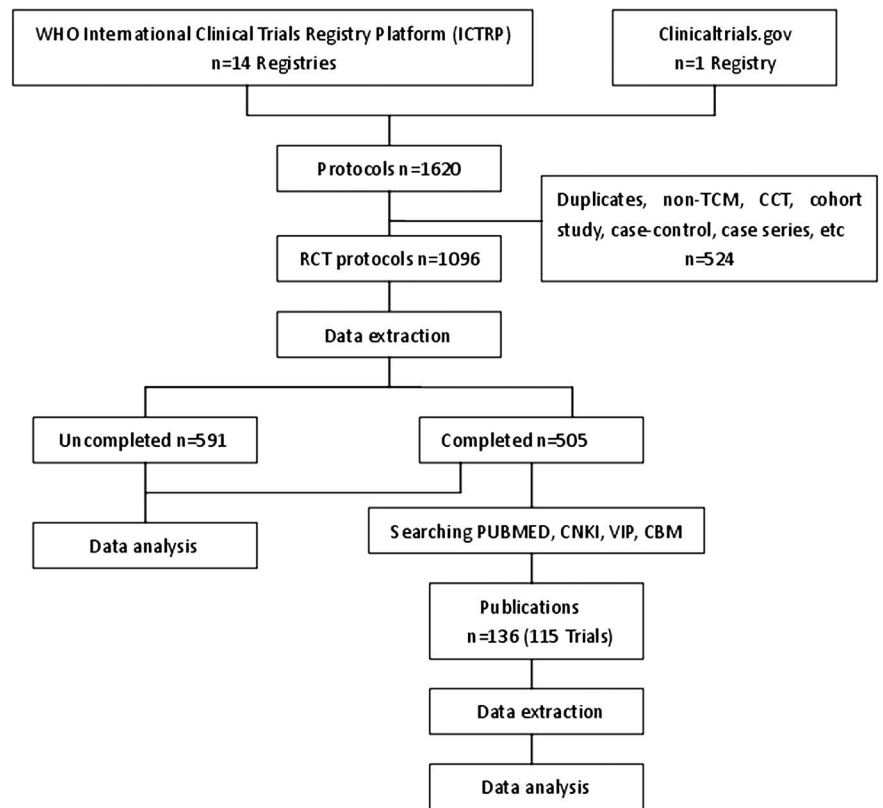 WHO International Clinical Trials Registry Platform (ICTRP)
n=14 Registries
Clinicaltrials.gov
n=1 Registry
Protocols n=1620
Duplicates, non-TCM, CCT, cohort
study, case-control, case series, etc
n=524
RCT protocols n=1096
Data extraction
Uncompleted n=591
Completed n=505
Data analysis
Searching PUBMED, CNKI, VIP, CBM
Publications
n=136 (115 Trials)
Data extraction
Data analysis